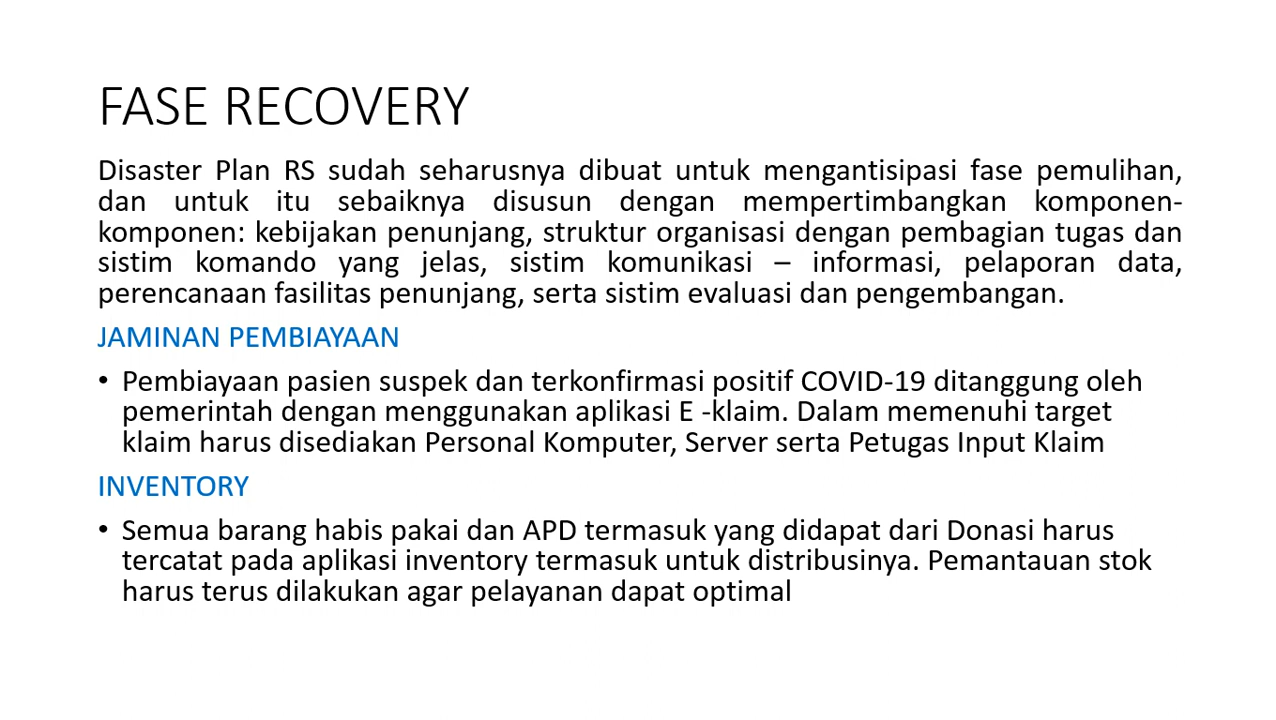 FASE RECOVERY
Disaster Plan RS sudah seharusnya dibuat untuk mengantisipasi fase pemulihan,
dan untuk itu sebaiknya disusun dengan mempertimbangkan komponen-
komponen: kebijakan penunjang, struktur organisasi dengan pembagian tugas dan
sistim komando yang jelas, sistim komunikasi – informasi, pelaporan data,
perencanaan fasilitas penunjang, serta sistim evaluasi dan pengembangan.
JAMINAN PEMBIAYAAN
• Pembiayaan pasien suspek dan terkonfirmasi positif COVID-19 ditanggung oleh
pemerintah dengan menggunakan aplikasi E -klaim. Dalam memenuhi target
klaim harus disediakan Personal Komputer, Server serta Petugas Input Klaim
INVENTORY
• Semua barang habis pakai dan APD termasuk yang didapat dari Donasi harus
tercatat pada aplikasi inventory termasuk untuk distribusinya. Pemantauan stok
harus terus dilakukan agar pelayanan dapat optimal